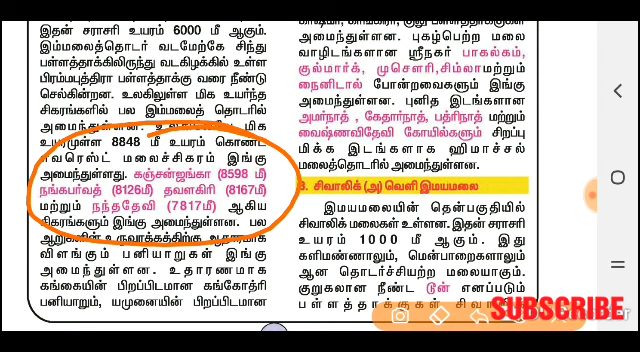 இதன் சராசரி உயரம் 6000 மீ ஆகும்.
இம்மலைத்தொடர் வடமேற்கே சிந்து
பள்ளத்தாக்கிலிருந்து வடகிழக்கில் உள்ள
பிரம்மபுத்திரா பள்ளத்தாக்கு வரை நீண்டு
செல்கின்றன. உலகிலுள்ள மிக உயர்ந்த
சிகரங்களில் பல இம்மலைத் தொடரில்
அமைந்துள்ளன. மிக
உயரமுள்ள 8848 மீ உயரம் கொண்ட
எவரெஸ்ட் மலைச்சிகரம் இங்கு
அமைந்துள்ளது. கஞ்சன்ஜங்கா (8598 மீ)
நங்கபர்வத் (8126மீ) தவளகிரி (8167மீ)
மற்றும் நந்ததேவி (7817மீ) ஆகிய
சிகரங்களும் இங்கு அமைந்துள்ளன. பல
ஆறுகளின் உருவாக்கத்திற்கு ஆதாரமாக
விளங்கும் பனியாறுகள் இங்கு
அமைந்துள்ளன. உதாரணமாக
கங்கையின் பிறப்பிடமான கங்கோத்ரி
பனியாறும், யமுனையின் பிறப்பிடமான
அமைந்துள்ளன. புகழ்பெற்ற மலை
வாழிடங்களான ஸ்ரீநகர் பாகல்கம்,
குல்மார்க், முசௌரி,சிம்லாமற்றும்
நைனிடால் போன்றவைகளும் இங்கு
அமைந்துள்ளன. புனித இடங்களான
அமர்நாத் , கேதார்நாத், பத்ரிநாத் மற்றும்
வைஷ்ணவிதேவி கோயில்களும் சிறப்பு
மிக்க இடங்களாக ஹிமாச்சல்
மலைத்தொடரில் அமைந்துள்ளன.
3. சிவாலிக் (அ) வெளி இமயமலை
இமயமலையின் தென்பகுதியில்
சிவாலிக் மலைகள் உள்ளன. இதன் சராசரி
உயரம் 1000 மீ ஆகும். இது
களிமண்ணாலும், மென்பாறைகளாலும்
ஆன தொடர்ச்சியற்ற மலையாகும்.
குறுகலான நீண்ட டூன் எனப்படும்
பள்ளத்தாக்குகள்
SUBSCRIBE